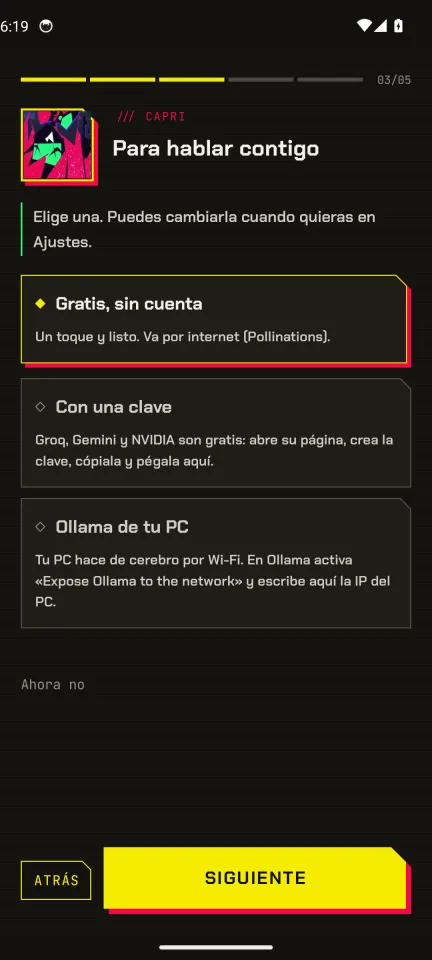 6:19
03/05
/// CAPRI
Para hablar contigo
Elige una. Puedes cambiarla cuando quieras en
Ajustes.
Gratis, sin cuenta
Un toque y listo. Va por internet (Pollinations).
Con una clave
Groq, Gemini y NVIDIA son gratis: abre su página, crea la
clave, cópiala y pégala aquí.
Ollama de tu PC
Tu PC hace de cerebro por Wi-Fi. En Ollama activa
«Expose Ollama to the network» y escribe aquí la IP del
PC.
Ahora no
ATRÁS
SIGUIENTE